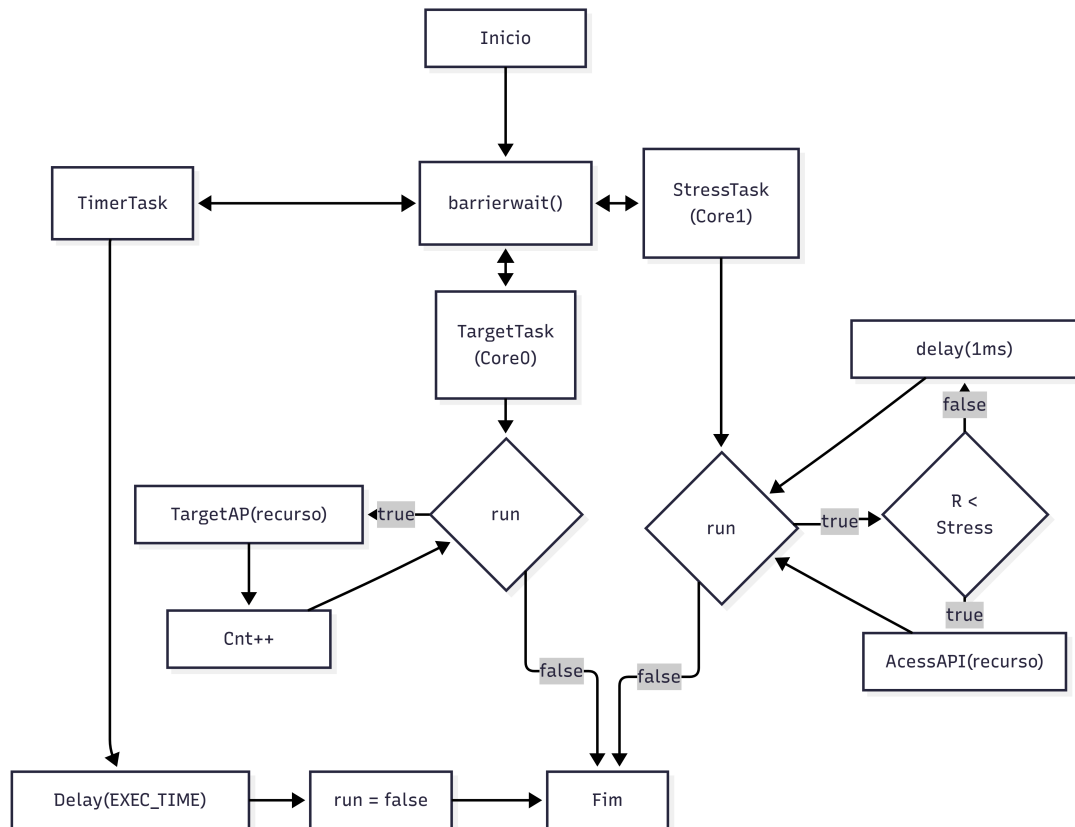 Inicio
TimerTask
barrierwait()
StressTask
(Core1)
TargetTask
(Core0)
delay(1ms)
false
TargetAP(recurso)
true
run
run
true
R <
Stress
true
Cnt++
AcessAPI(recurso)
false
false
Delay(EXEC_TIME)
run = false
Fim